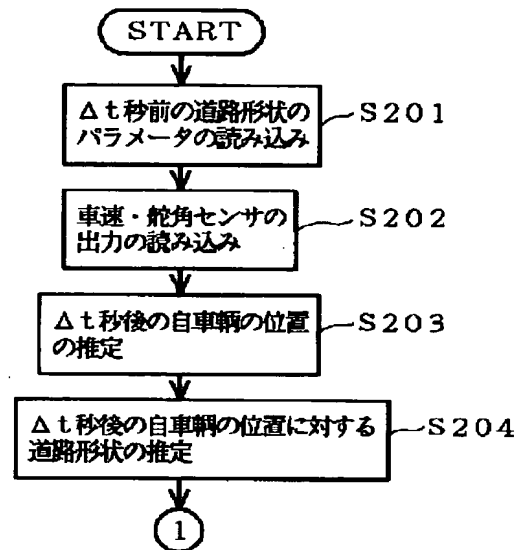 START
Δt秒前の道路形状の
パラメータの読み込み
S201
車速・舵角センサの
出力の読み込み
S202
Δt秒後の自車輌の位置
の推定
S203
Δt秒後の自車輌の位置に対する
道路形状の推定
S204
1